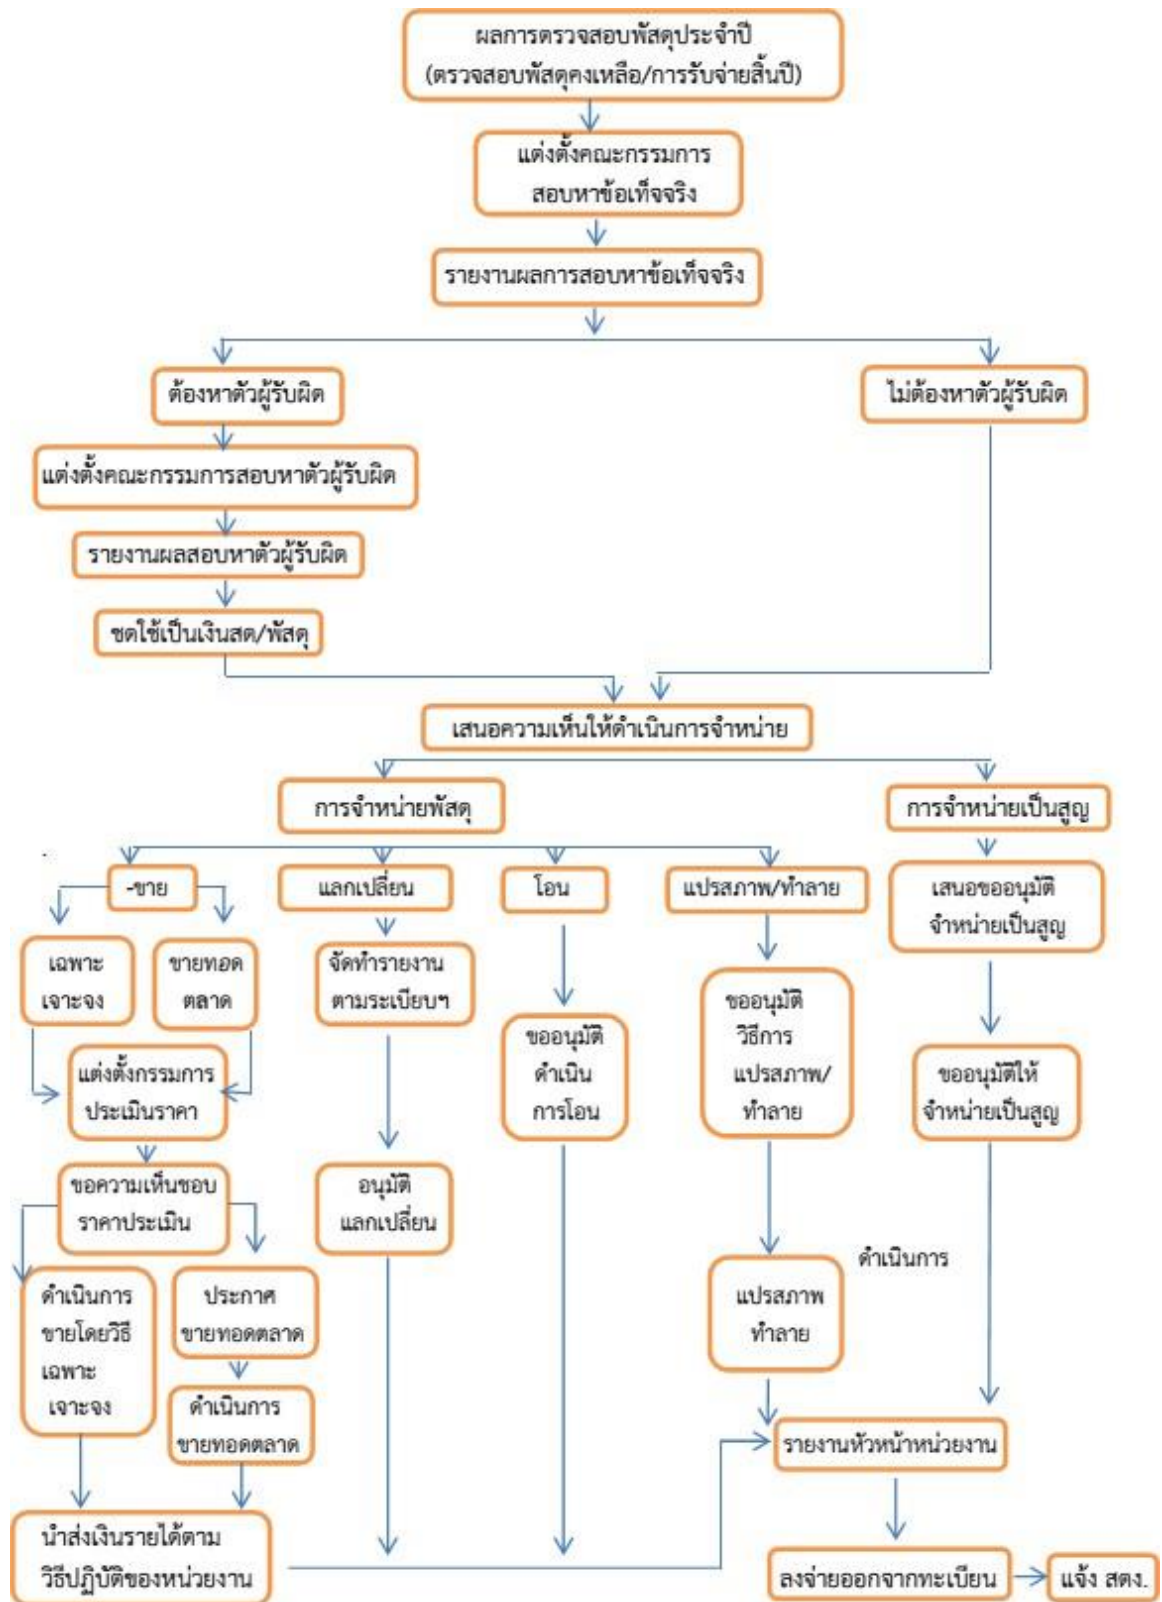 ผลการตรวจสอบพัสดุประจำปี
(ตรวจสอบพัสดุคงเหลือ/การรับจ่ายสิ้นปี)
แต่งตั้งคณะกรรมการ
สอบหาข้อเท็จจริง
รายงานผลการสอบหาข้อเท็จจริง
ต้องหาตัวผู้รับผิด
ไม่ต้องหาตัวผู้รับผิด
แต่งตั้งคณะกรรมการสอบหาตัวผู้รับผิด
รายงานผลสอบหาตัวผู้รับผิด
ชดใช้เป็นเงินสด/พัสดุ
เสนอความเห็นให้ดำเนินการจำหน่าย
การจำหน่ายพัสดุ
การจำหน่ายเป็นสูญ
-ขาย
แลกเปลี่ยน
โอน
แปรสภาพ/ทำลาย
เสนอขออนุมัติ
จำหน่ายเป็นสูญ
เฉพาะ
เจาะจง
ขายทอด
ตลาด
จัดทำรายงาน
ตามระเบียบฯ
ขออนุมัติ
ดำเนิน
การโอน
ขออนุมัติ
วิธีการ
แปรสภาพ/
ทำลาย
ขออนุมัติให้
จำหน่ายเป็นสูญ
แต่งตั้งกรรมการ
ประเมินราคา
ขอความเห็นชอบ
ราคาประเมิน
อนุมัติ
แลกเปลี่ยน
ดำเนินการ
ขายโดยวิธี
เฉพาะ
เจาะจง
ประกาศ
ขายทอดตลาด
แปรสภาพ
ทำลาย
ดำเนินการ
ดำเนินการ
ขายทอดตลาด
รายงานหัวหน้าหน่วยงาน
นำส่งเงินรายได้ตาม
วิธีปฏิบัติของหน่วยงาน
ลงจ่ายออกจากทะเบียน
แจ้ง สตง.